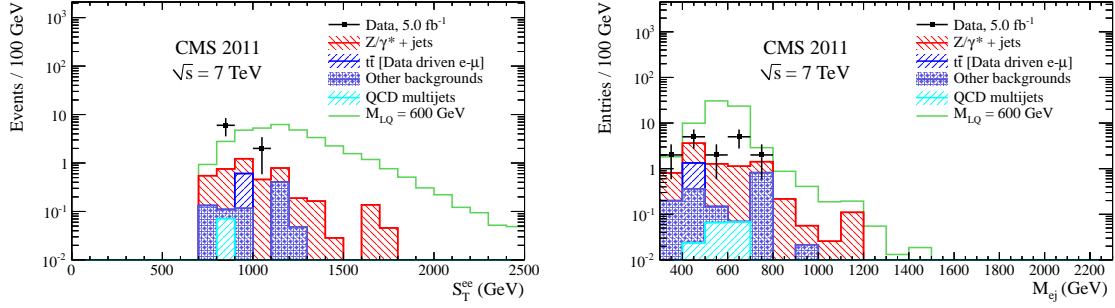 Events / 100 GeV
10³
10²
10
1
10⁻¹
10⁻²
CMS 2011
√s = 7 TeV
Data, 5.0 fb⁻¹
Z/γ* + jets
tt̄ [Data driven e-μ]
Other backgrounds
QCD multijets
M_LQ = 600 GeV
0 500 1000 1500 2000 2500
S_T^ee (GeV)
Entries / 100 GeV
10³
10²
10
1
10⁻¹
10⁻²
CMS 2011
√s = 7 TeV
Data, 5.0 fb⁻¹
Z/γ* + jets
tt̄ [Data driven e-μ]
Other backgrounds
QCD multijets
M_LQ = 600 GeV
400 600 800 1000 1200 1400 1600 1800 2000 2200
M_ej (GeV)